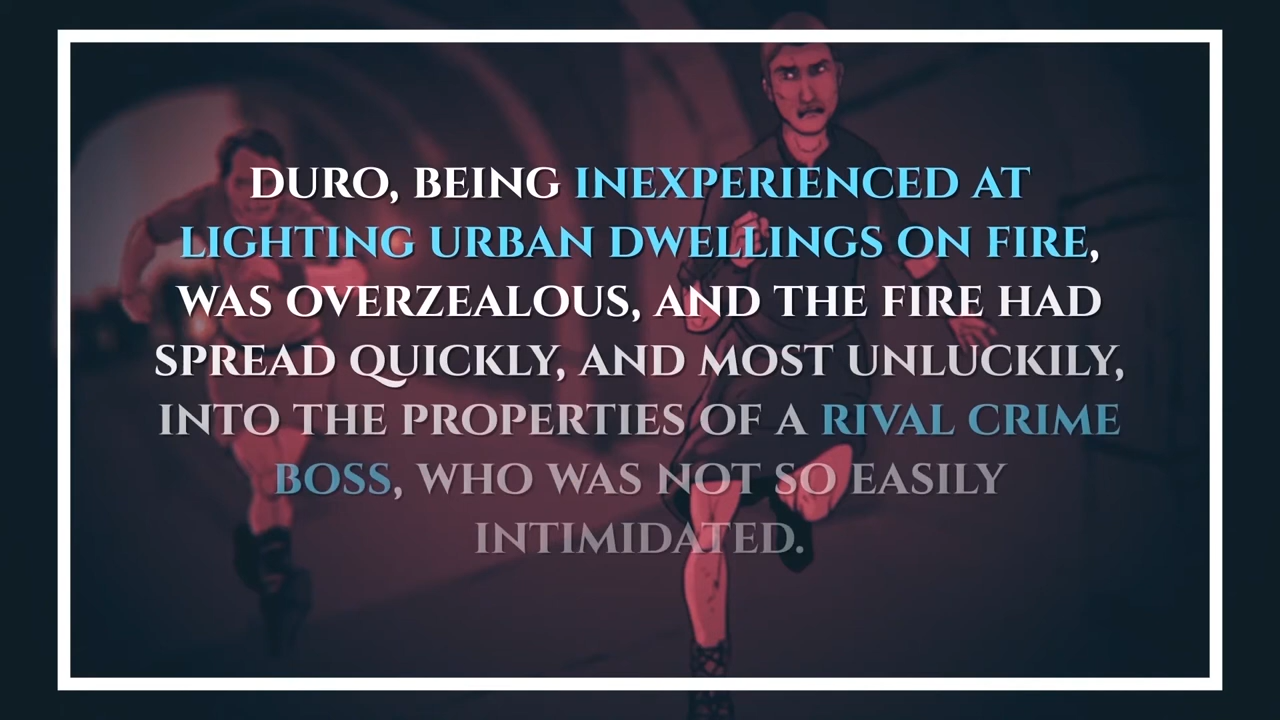 DURO, BEING INEXPERIENCED AT
LIGHTING URBAN DWELLINGS ON FIRE,
WAS OVERZEALOUS, AND THE FIRE HAD
SPREAD QUICKLY, AND MOST UNLUCKILY,
INTO THE PROPERTIES OF A RIVAL CRIME
BOSS, WHO WAS NOT SO EASILY
INTIMIDATED.